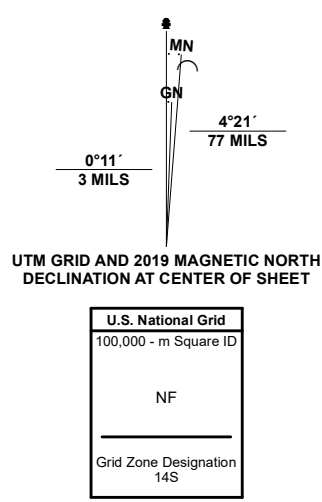 MN
GN
4°21´
77 MILS
0°11´
3 MILS
UTM GRID AND 2019 MAGNETIC NORTH
DECLINATION AT CENTER OF SHEET
U.S. National Grid
100,000 - m Square ID
NF
Grid Zone Designation
14S